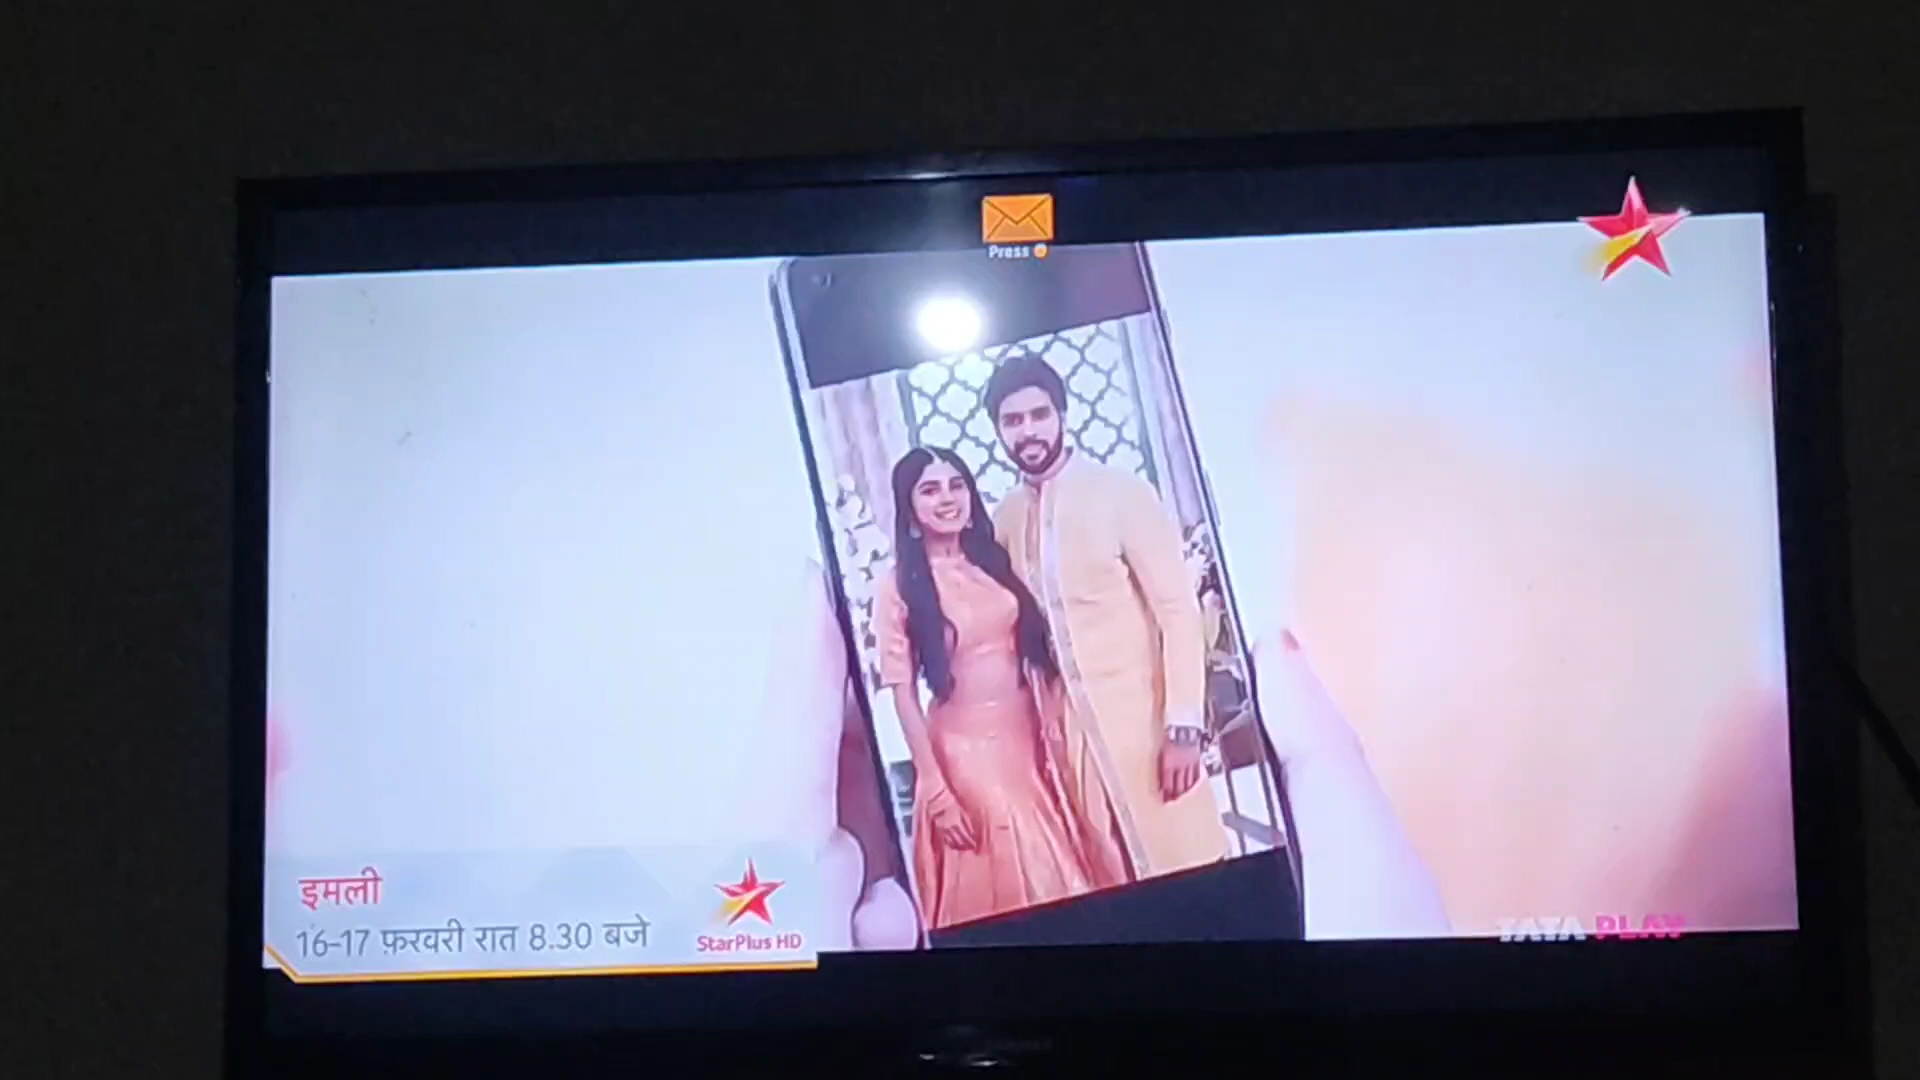 Press
इमली
16-17 फ़रवरी रात 8.30 बजे
StarPlus HD
TATA PLAY